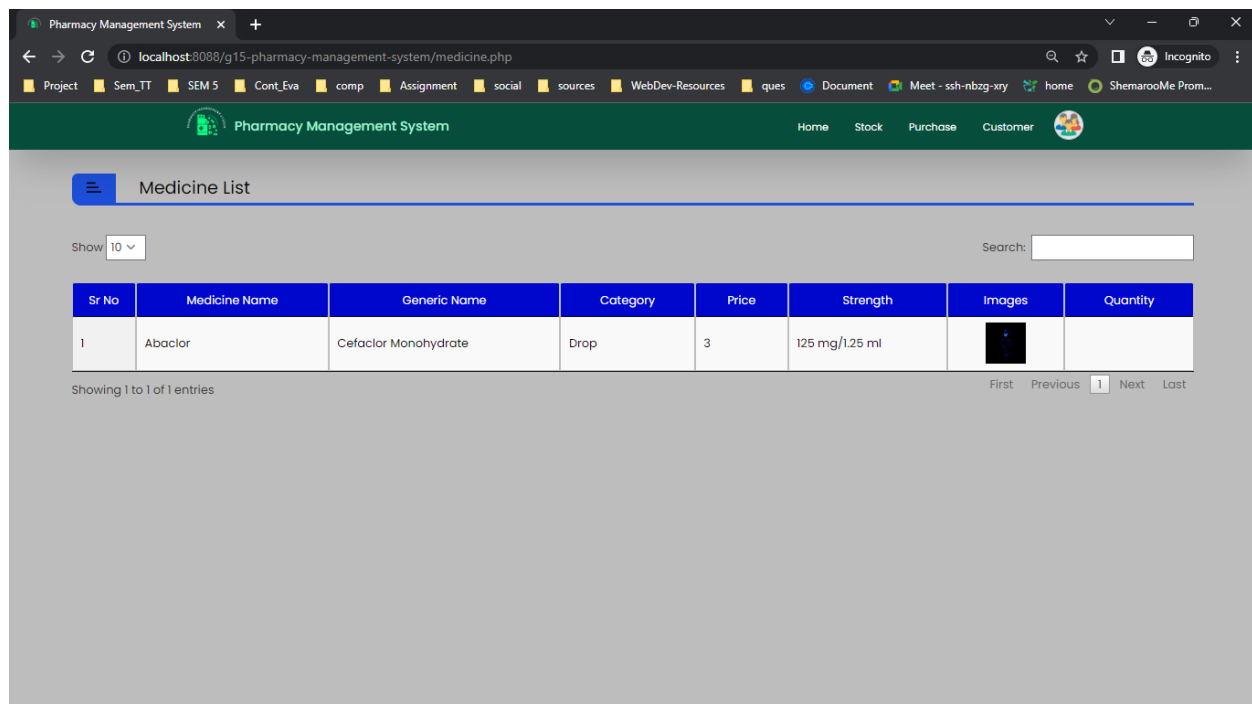 Pharmacy Management System
localhost:8088/g15-pharmacy-management-system/medicine.php
Incognito
Project Sem_TT SEM 5 Cont_Eva comp Assignment social sources WebDev-Resources ques Document Meet - ssh-nbzg-xry home ShemarooMe Prom...
Pharmacy Management System Home Stock Purchase Customer
Medicine List
Show 10 Search:
Sr No Medicine Name Generic Name Category Price Strength Images Quantity
1 Abaclor Cefaclor Monohydrate Drop 3 125 mg/1.25 ml
Showing 1 to 1 of 1 entries First Previous 1 Next Last